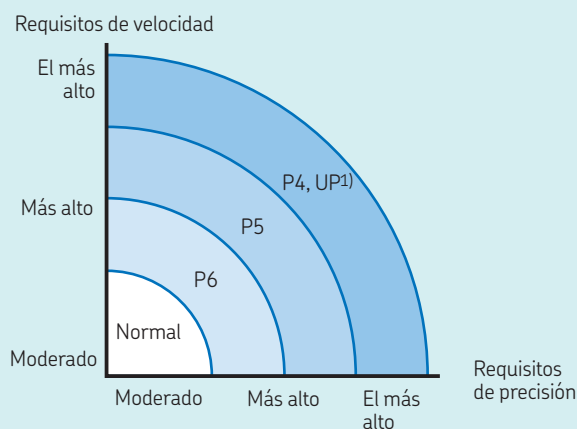 Requisitos de velocidad
El más
alto
P4, UP1)
Más alto
P5
P6
Normal
Moderado
Requisitos
de precisión
Moderado
Más alto
El más
alto